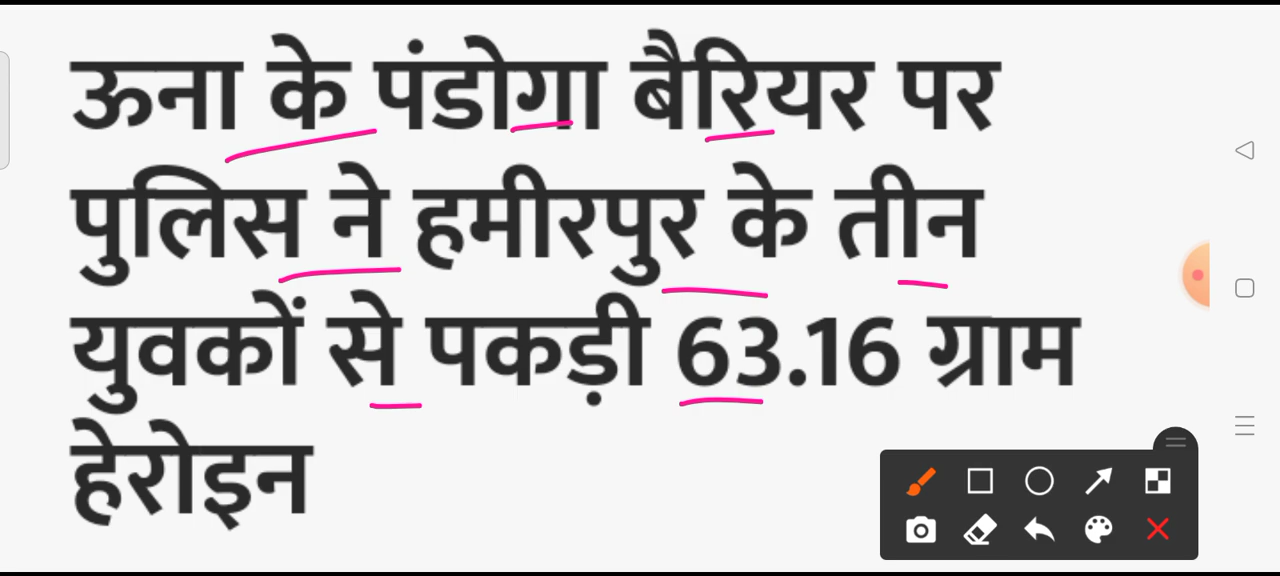 ऊना के पंडोगा बैरियर पर
पुलिस ने हमीरपुर के तीन
युवकों से पकड़ी 63.16 ग्राम
हेरोइन